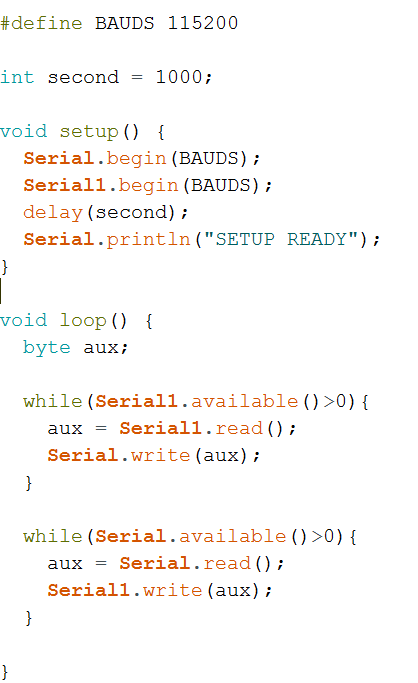 #define BAUDS 115200
int second = 1000;
void setup() {
  Serial.begin(BAUDS);
  Serial1.begin(BAUDS);
  delay(second);
  Serial.println("SETUP READY");
}
void loop() {
  byte aux;
  while(Serial1.available()>0){
    aux = Serial1.read();
    Serial.write(aux);
  }
  while(Serial.available()>0){
    aux = Serial.read();
    Serial1.write(aux);
  }
}